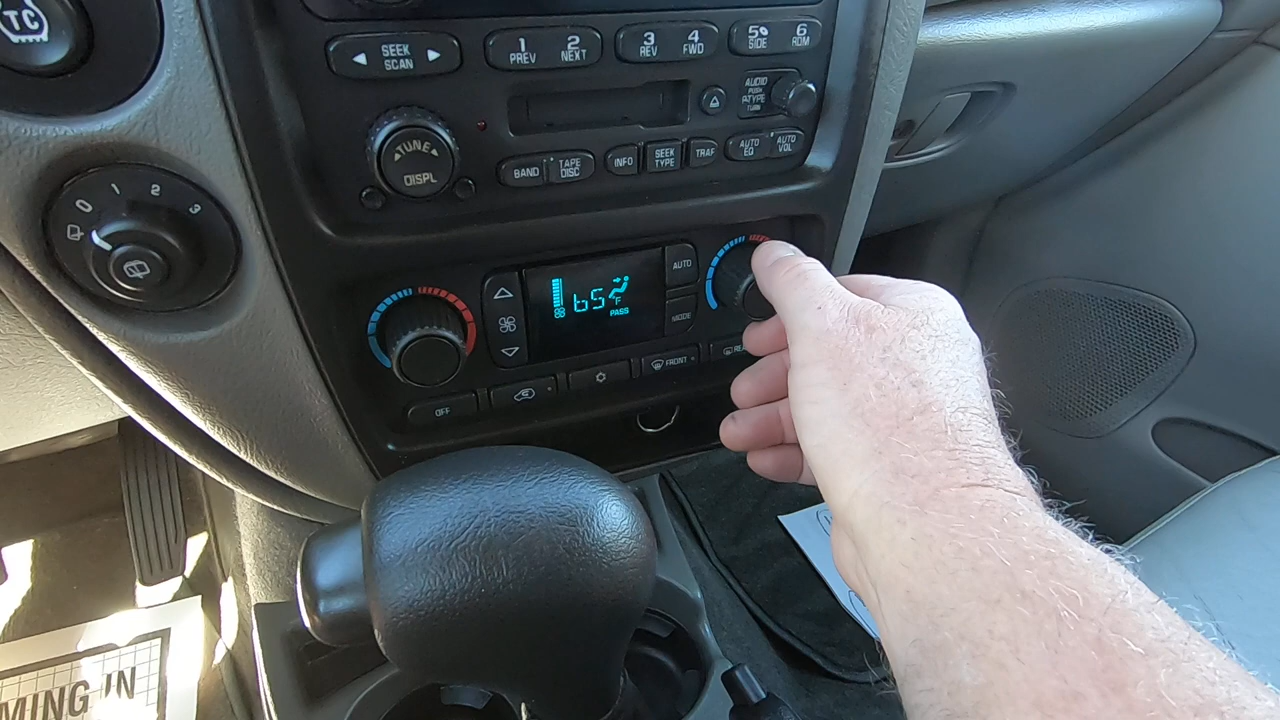 TC
SEEK
SCAN
1
PREV
2
NEXT
3
REV
4
FWD
5
SIDE
6
RDM
AUDIO
PUSH
P-TYPE
TURN
TUNE
DISPL
BAND
TAPE
DISC
INFO
SEEK
TYPE
TRAF
AUTO
EQ
AUTO
VOL
0 1 2 3
65
°F
PASS
AUTO
MODE
OFF
FRONT
MING IN